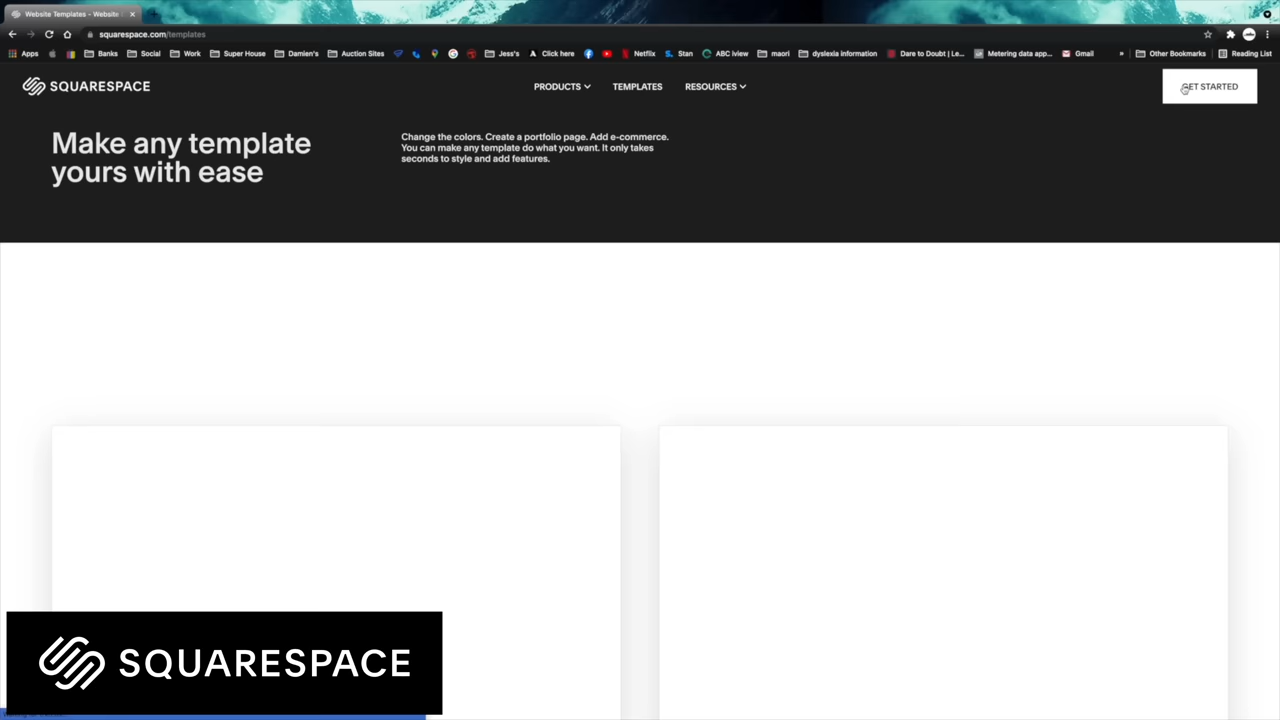 Website Templates - Website
squarespace.com/templates
Apps
Banks
Social
Work
Super House
Damien's
Auction Sites
Jess's
Click here
Netflix
Stan
ABC iview
maori
dyslexia information
Dare to Doubt | Le...
Metering data app...
Gmail
»
Other Bookmarks
Reading List
SQUARESPACE
PRODUCTS
TEMPLATES
RESOURCES
GET STARTED
Make any template
yours with ease
Change the colors. Create a portfolio page. Add e-commerce.
You can make any template do what you want. It only takes
seconds to style and add features.
SQUARESPACE